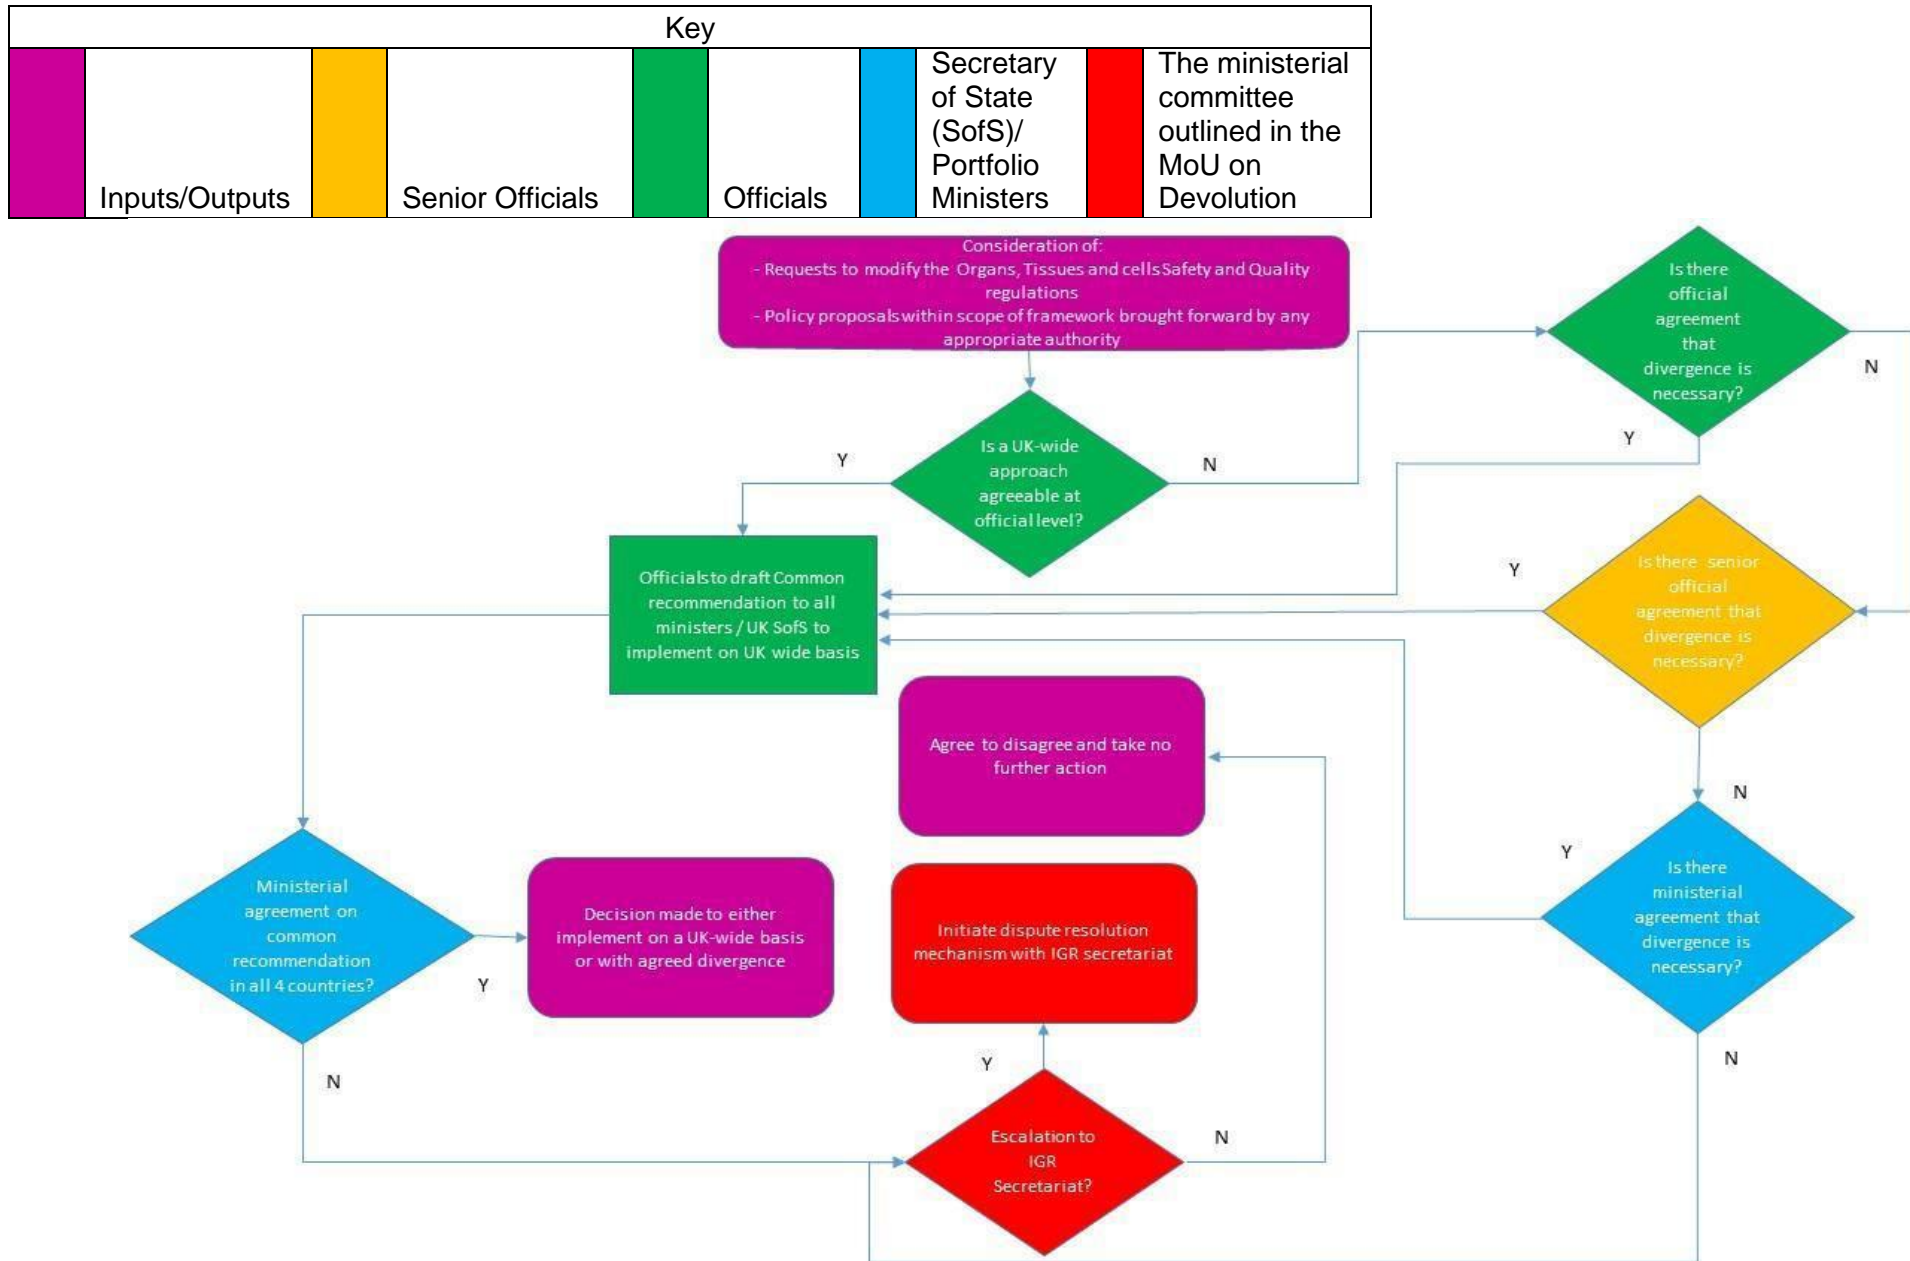 Key
Inputs/Outputs
Senior Officials
Officials
Secretary
of State
(SofS)/
Portfolio
Ministers
The ministerial
committee
outlined in the
MoU on
Devolution
Consideration of:
- Requests to modify the Organs, Tissues and cells Safety and Quality
regulations
- Policy proposals within scope of framework brought forward by any
appropriate authority
Is there
official
agreement
that
divergence is
necessary?
N
Y
Is a UK-wide
approach
agreeable at
official level?
Y
N
Officials to draft Common
recommendation to all
ministers / UK SofS to
implement on UK wide basis
Is there senior
official
agreement that
divergence is
necessary?
Y
N
Agree to disagree and take no
further action
Is there
ministerial
agreement that
divergence is
necessary?
Y
N
Ministerial
agreement on
common
recommendation
in all 4 countries?
Y
N
Decision made to either
implement on a UK-wide basis
or with agreed divergence
Initiate dispute resolution
mechanism with IGR secretariat
Y
Escalation to
IGR
Secretariat?
N